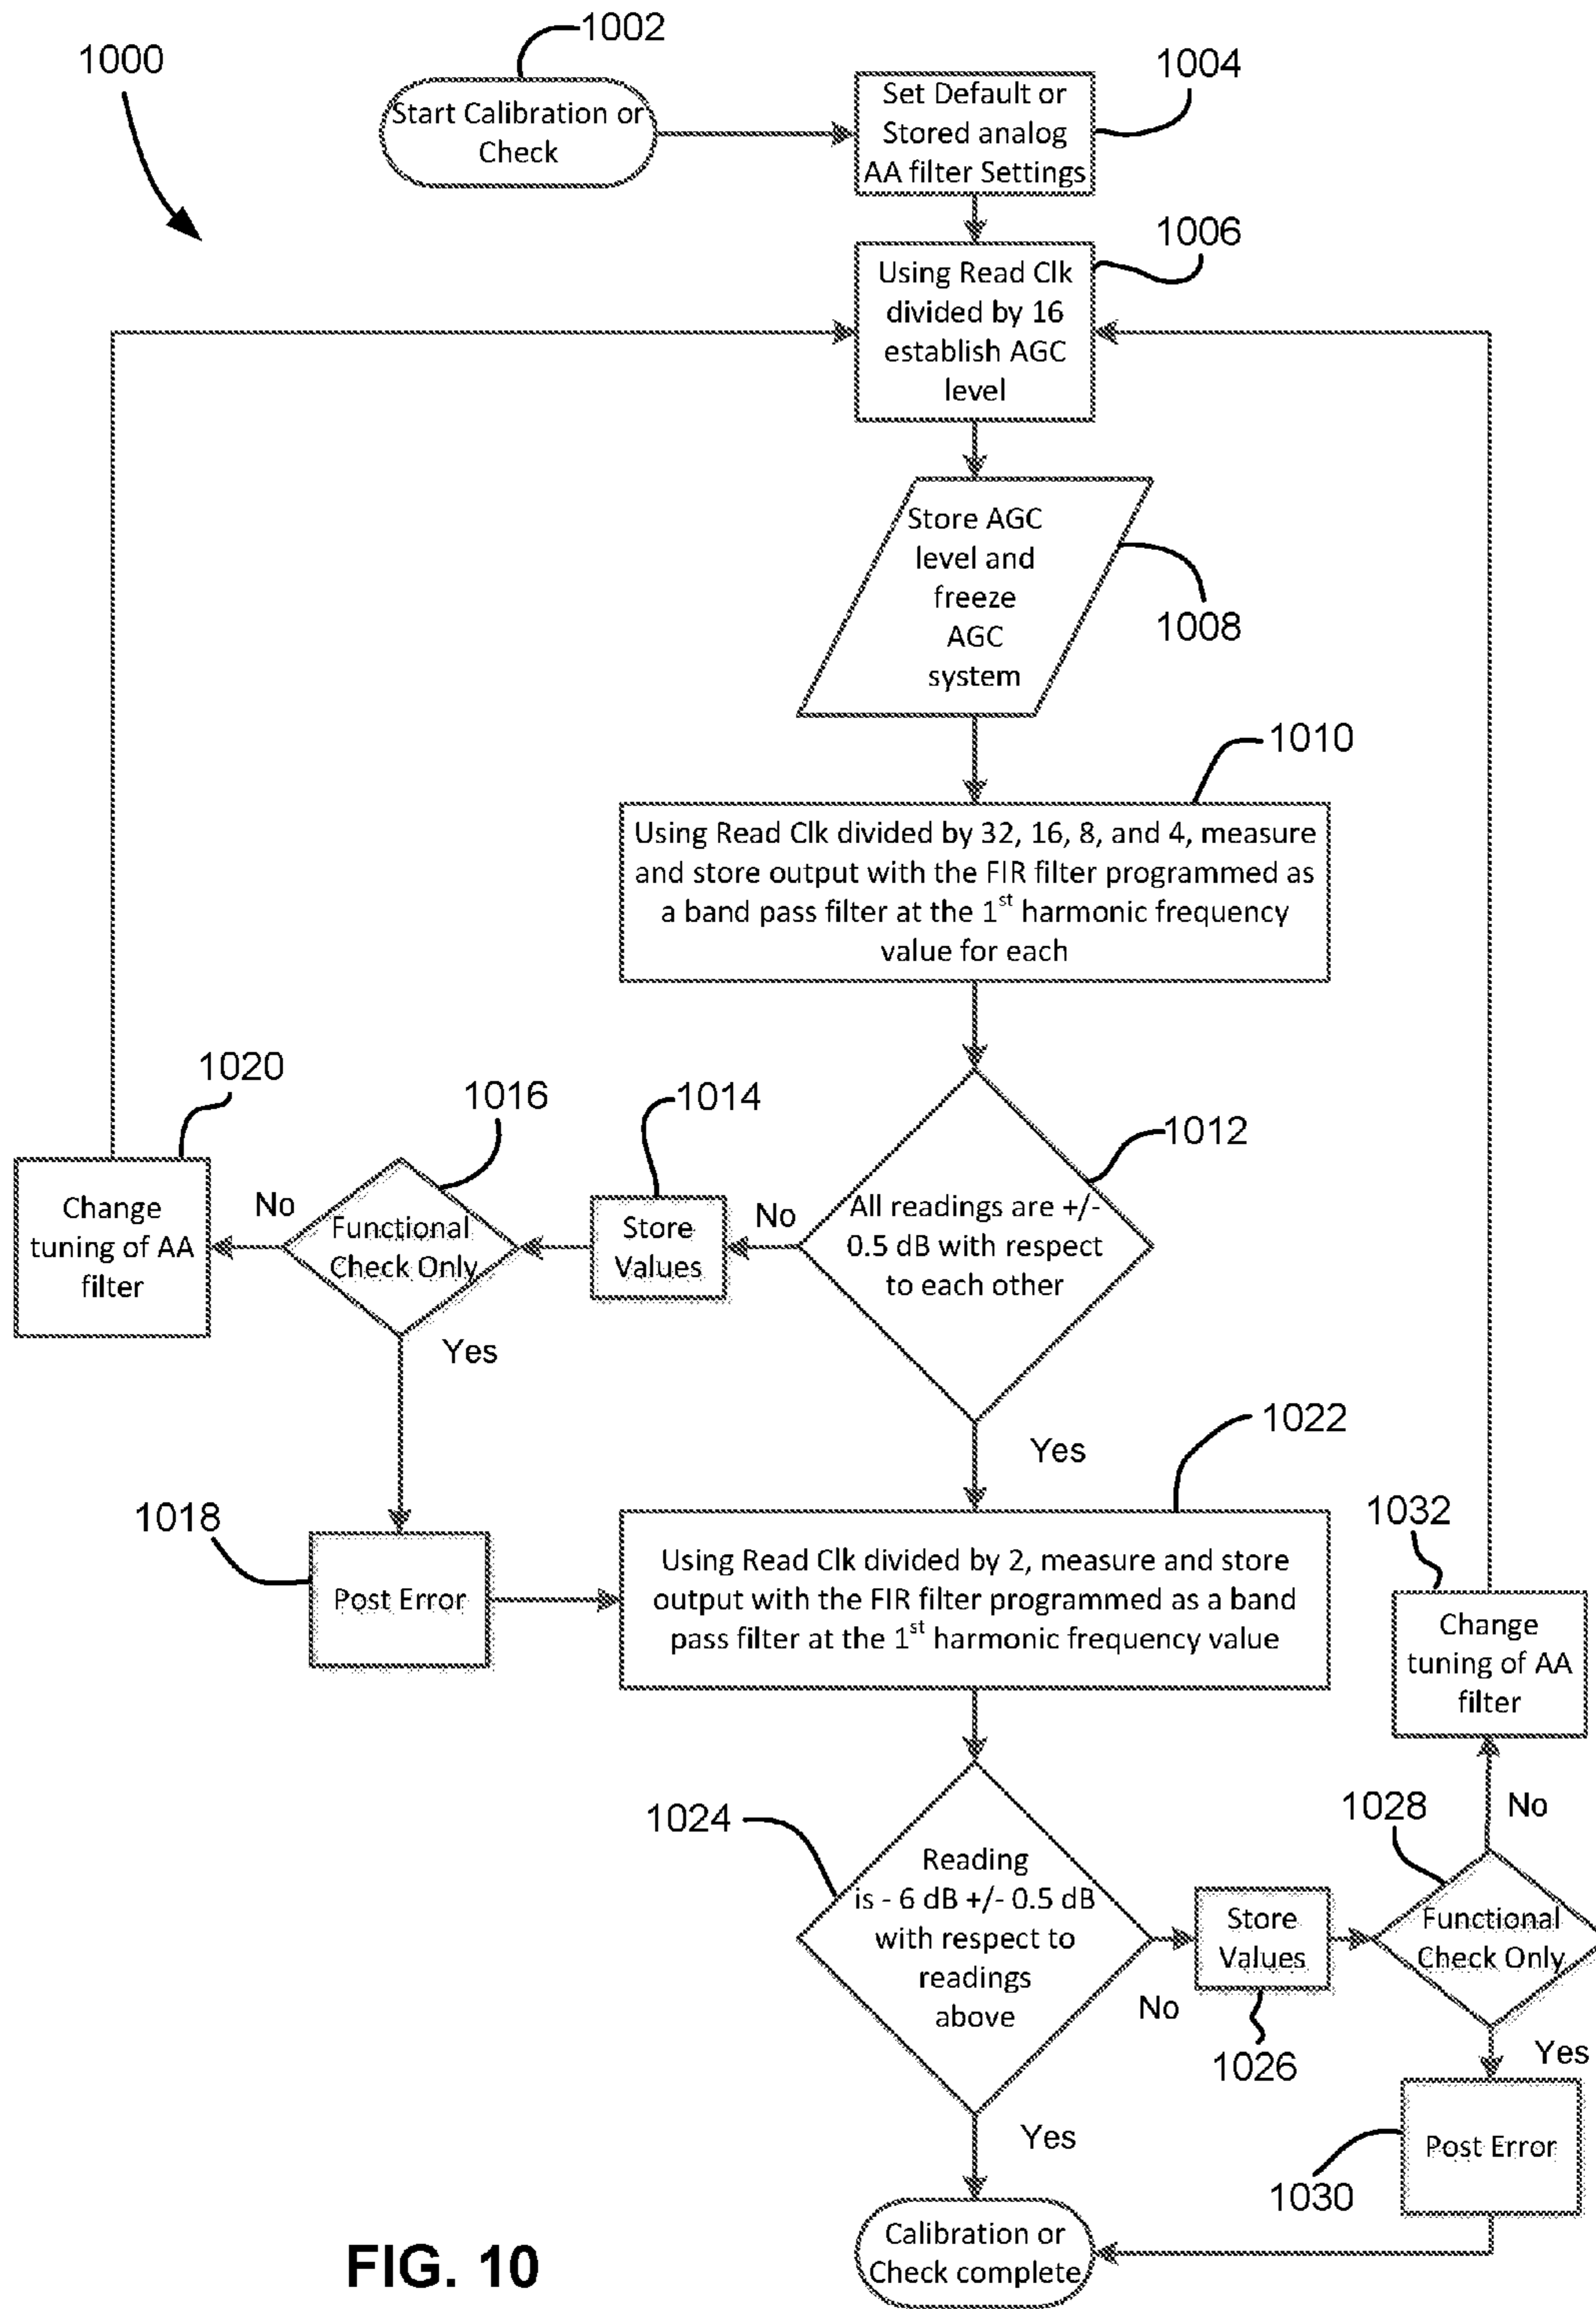 1002
1000
Start Calibration or
Check
1004
Set Default or
Stored analog
AA filter Settings
1006
Using Read Clk
divided by 16
establish AGC
level
Store AGC
level and
freeze
AGC
system
1008
1010
Using Read Clk divided by 32, 16, 8, and 4, measure
and store output with the FIR filter programmed as
a band pass filter at the 1st harmonic frequency
value for each
1020
1016
1014
1012
Change
tuning of AA
filter
No
Functional
Check Only
Store
Values
No
All readings are +/-
0.5 dB with respect
to each other
Yes
Yes
1022
1018
Post Error
Using Read Clk divided by 2, measure and store
output with the FIR filter programmed as a band
pass filter at the 1st harmonic frequency value
1032
Change
tuning of AA
filter
1024
Reading
is - 6 dB +/- 0.5 dB
with respect to
readings
above
No
Store
Values
1026
1028
No
Functional
Check Only
Yes
Post Error
1030
Yes
Calibration or
Check complete
FIG. 10